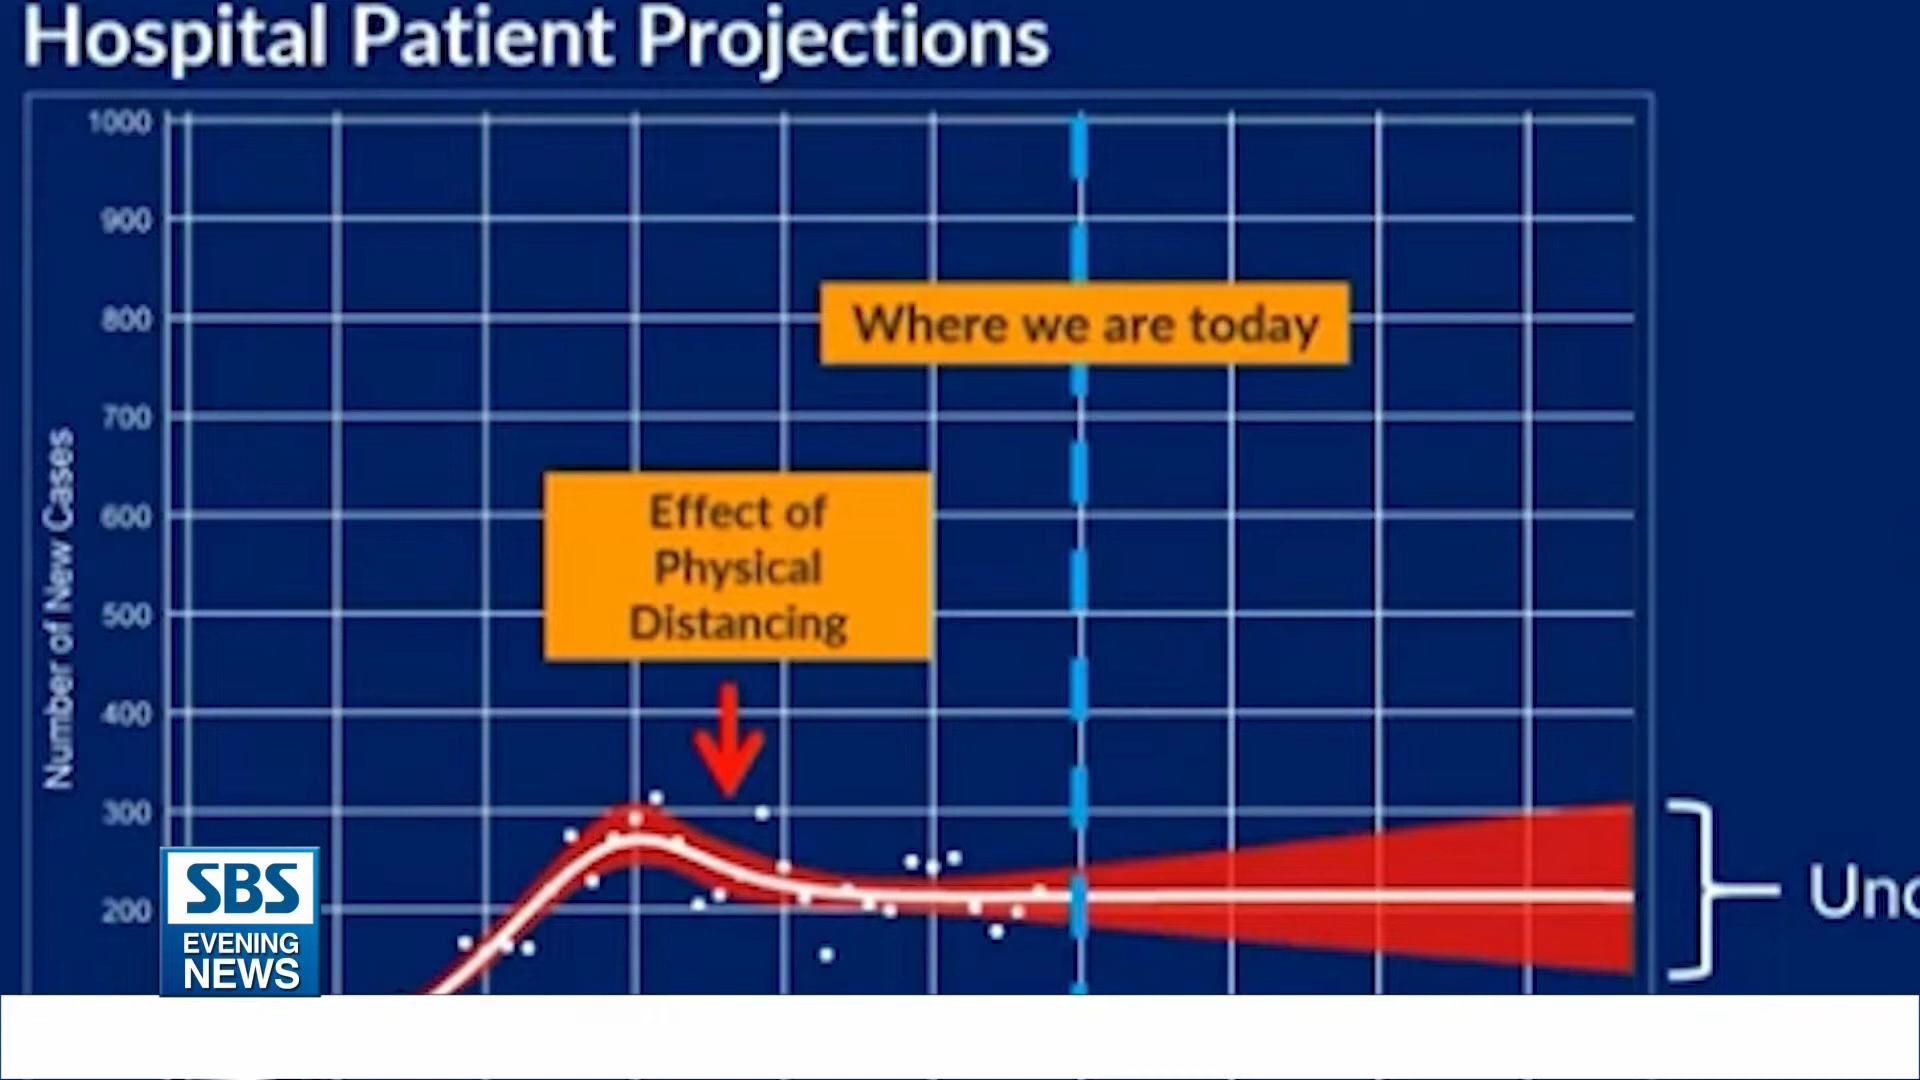 Hospital Patient Projections
1000
900
Where we are today
800
700
Effect of
Physical
Distancing
600
500
Number of New Cases
400
300
200
SBS
EVENING
NEWS